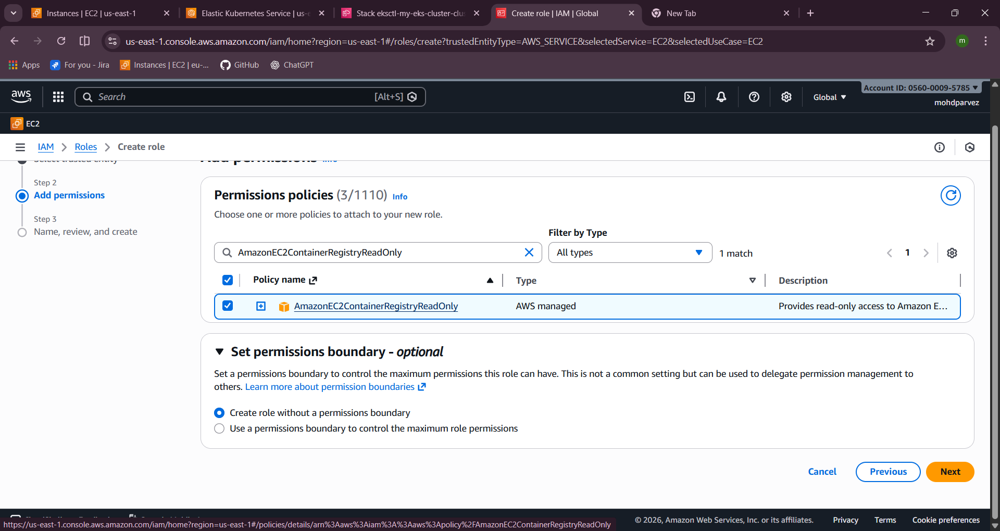 Instances | EC2 | us-east-1
Elastic Kubernetes Service | us-e
Stack eksctl-my-eks-cluster-clu
Create role | IAM | Global
New Tab
us-east-1.console.aws.amazon.com/iam/home?region=us-east-1#/roles/create?trustedEntityType=AWS_SERVICE&selectedService=EC2&selectedUseCase=EC2
m
Apps
For you - Jira
Instances | EC2 | eu-...
GitHub
ChatGPT
aws
Search
[Alt+S]
Global
Account ID: 0560-0009-5785
mohdparvez
EC2
IAM
Roles
Create role
Select trusted entity
Add permissions Info
Step 2
Add permissions
Step 3
Name, review, and create
Permissions policies (3/1110) Info
Choose one or more policies to attach to your new role.
Filter by Type
AmazonEC2ContainerRegistryReadOnly
All types
1 match
1
Policy name
Type
Description
AmazonEC2ContainerRegistryReadOnly
AWS managed
Provides read-only access to Amazon E...
Set permissions boundary - optional
Set a permissions boundary to control the maximum permissions this role can have. This is not a common setting but can be used to delegate permission management to
others. Learn more about permission boundaries
Create role without a permissions boundary
Use a permissions boundary to control the maximum role permissions
Cancel
Previous
Next
https://us-east-1.console.aws.amazon.com/iam/home?region=us-east-1#/policies/details/arn%3Aaws%3Aiam%3A%3Aaws%3Apolicy%2FAmazonEC2ContainerRegistryReadOnly
© 2026, Amazon Web Services, Inc. or its affiliates.
Privacy
Terms
Cookie preferences